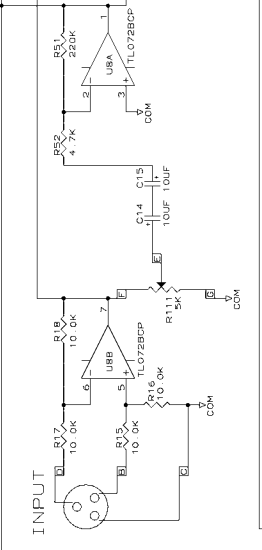 INPUT
D
B
C
R17
10.0K
R15
10.0K
R16
10.0K
COM
6
5
7
U8B
TL072BCP
R18
10.0K
F
E
G
R111
5K
COM
C14
10UF
C15
10UF
R52
4.7K
R51
220K
2
3
1
U8A
TL072BCP
COM